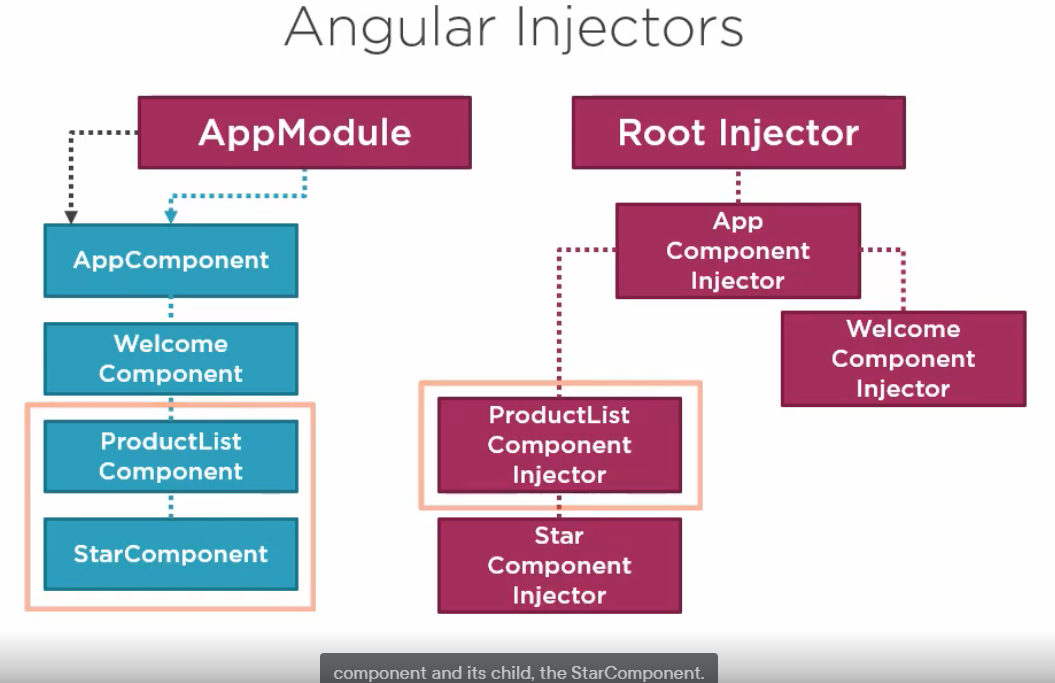 Angular Injectors
AppModule
AppComponent
Welcome
Component
ProductList
Component
StarComponent
Root Injector
App
Component
Injector
Welcome
Component
Injector
ProductList
Component
Injector
Star
Component
Injector
component and its child, the StarComponent.